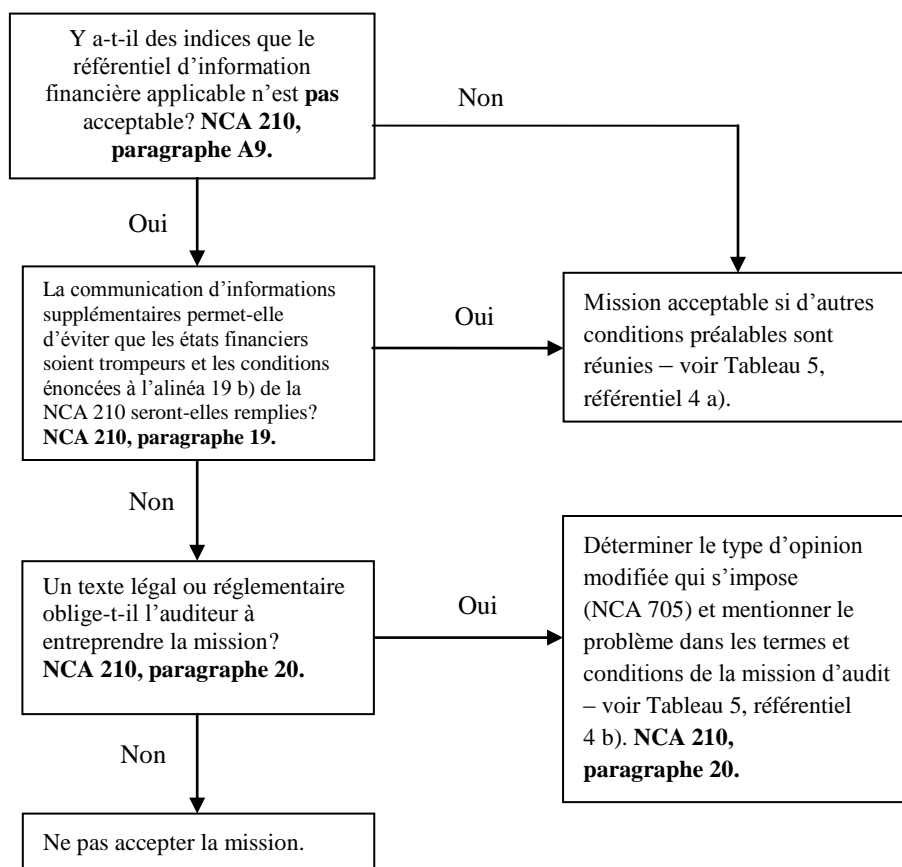 Y a-t-il des indices que le
référentiel d’information
financière applicable n’est pas
acceptable? NCA 210,
paragraphe A9.
Non
Oui
La communication d’informations
supplémentaires permet-elle
d’éviter que les états financiers
soient trompeurs et les conditions
énoncées à l’alinéa 19 b) de la
NCA 210 seront-elles remplies?
NCA 210, paragraphe 19.
Oui
Mission acceptable si d’autres
conditions préalables sont
réunies – voir Tableau 5,
référentiel 4 a).
Non
Un texte légal ou réglementaire
oblige-t-il l’auditeur à
entreprendre la mission?
NCA 210, paragraphe 20.
Oui
Déterminer le type d’opinion
modifiée qui s’impose
(NCA 705) et mentionner le
problème dans les termes et
conditions de la mission d’audit
– voir Tableau 5, référentiel
4 b). NCA 210,
paragraphe 20.
Non
Ne pas accepter la mission.